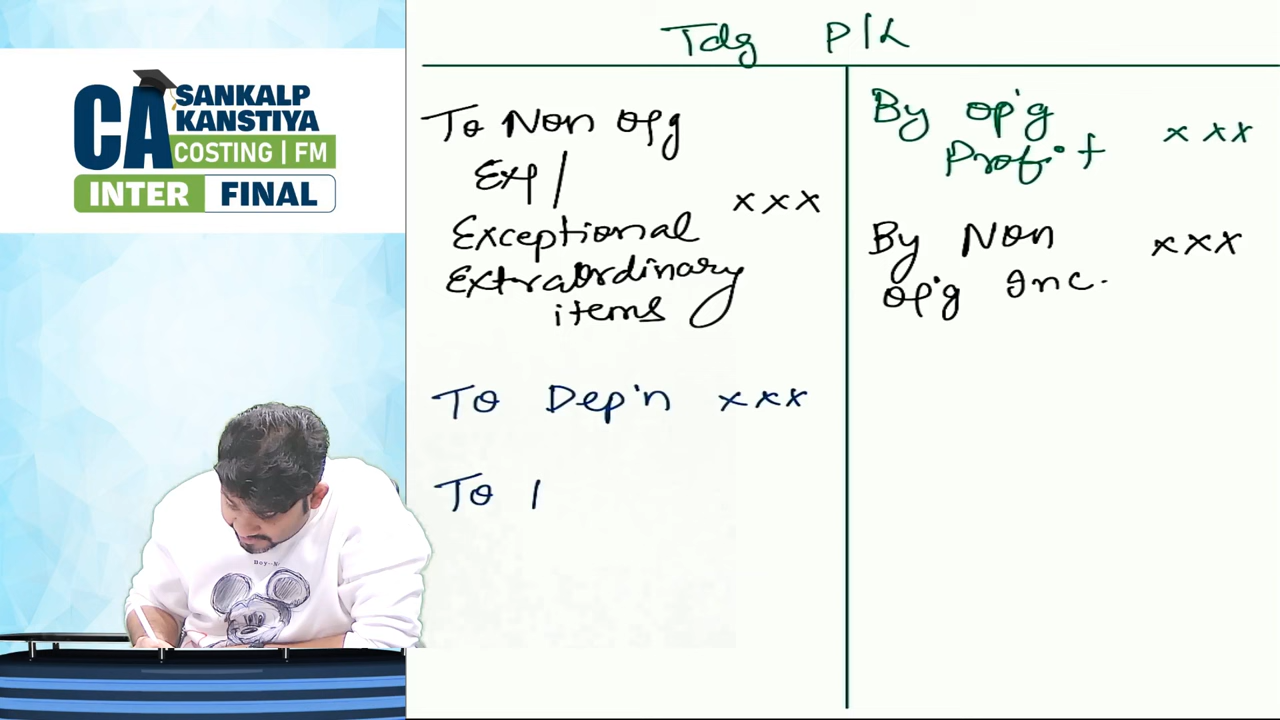 CA
SANKALP
KANSTIYA
COSTING | FM
INTER FINAL
Tdg P/L
To Non opg
Exp/
Exceptional xxx
Extraordinary
items
To Dep'n xxx
To I
By op'g
Profit xxx
By Non xxx
op'g Inc.